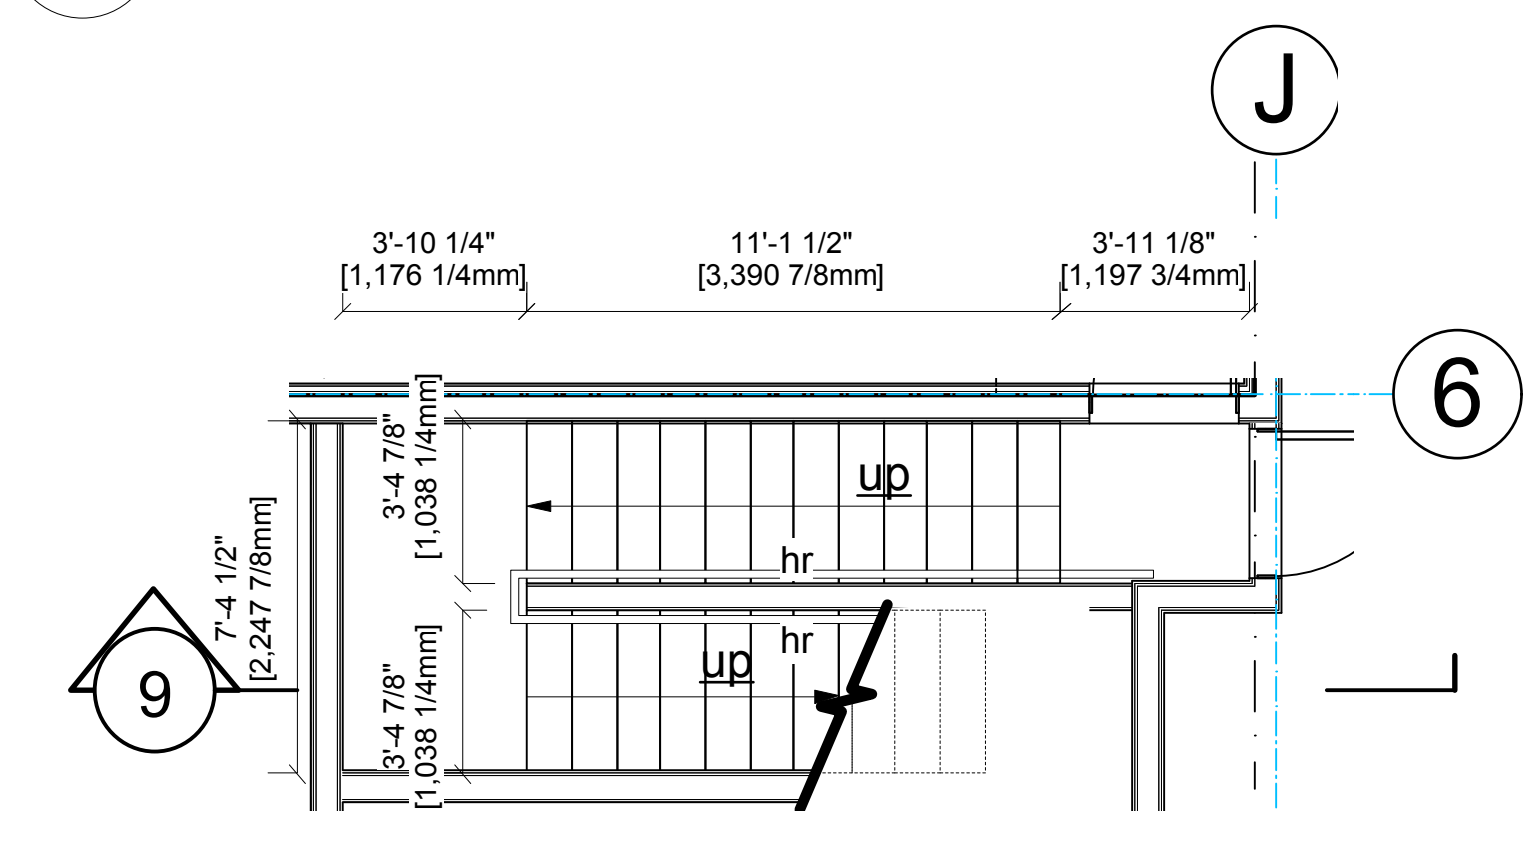 J
3'-10 1/4"
[1,176 1/4mm]
11'-1 1/2"
[3,390 7/8mm]
3'-11 1/8"
[1,197 3/4mm]
6
3'-4 7/8"
[1,038 1/4mm]
up
7'-4 1/2"
[2,247 7/8mm]
hr
hr
up
3'-4 7/8"
[1,038 1/4mm]
9